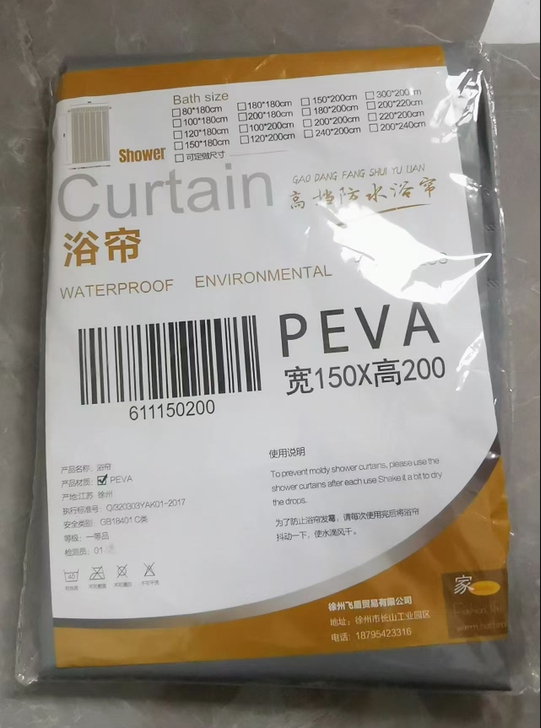 Bath size
□80*180cm □180*180cm □150*200cm □300*200cm
□100*180cm □200*180cm □180*200cm □200*220cm
□120*180cm □100*200cm □200*200cm □220*200cm
□150*180cm □120*200cm □240*200cm □200*240cm
□可定做尺寸
Shower
Curtain
浴帘
GAO DANG FANG SHUI YU LIAN
高档防水浴帘
WATERPROOF ENVIRONMENTAL
PEVA
宽150X高200
611150200
产品名称：浴帘
产品材质：☑PEVA
产地:江苏 徐州
执行标准号：Q/320303YAK01-2017
安全类别：GB18401 C类
等级：一等品
检测员：01
使用说明
To prevent moldy shower curtains, please use the
shower curtains after each use Shake it a bit to dry
the drops.
为了防止浴帘发霉，请每次使用完后将浴帘
抖动一下，使水滴风干。
家
徐州飞盾贸易有限公司
地址：徐州市长山工业园区
电话：18795423316